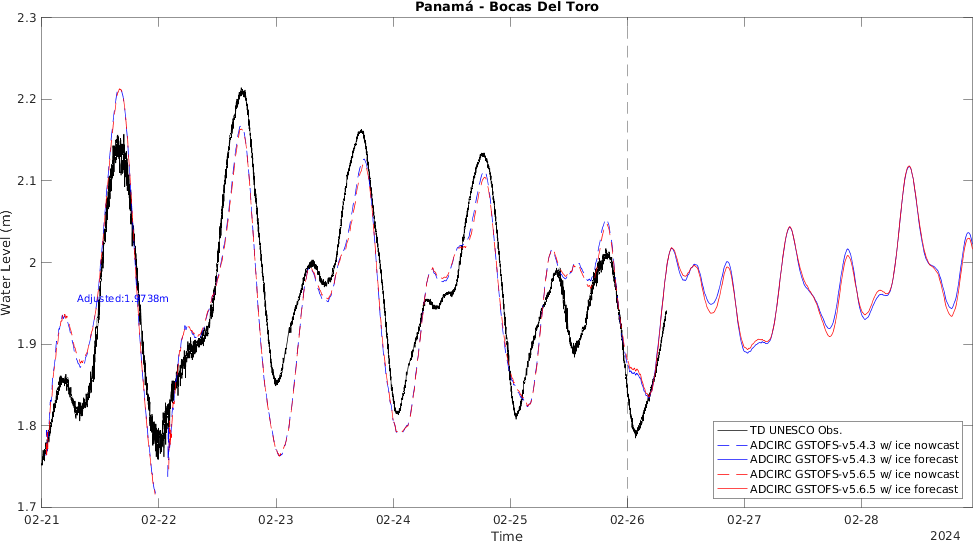 Panamá - Bocas Del Toro
2.3
2.2
2.1
2
1.9
1.8
1.7
Water Level (m)
Adjusted:1.9738m
TD UNESCO Obs.
ADCIRC GSTOFS-v5.4.3 w/ ice nowcast
ADCIRC GSTOFS-v5.4.3 w/ ice forecast
ADCIRC GSTOFS-v5.6.5 w/ ice nowcast
ADCIRC GSTOFS-v5.6.5 w/ ice forecast
02-21 02-22 02-23 02-24 02-25 02-26 02-27 02-28
Time
2024